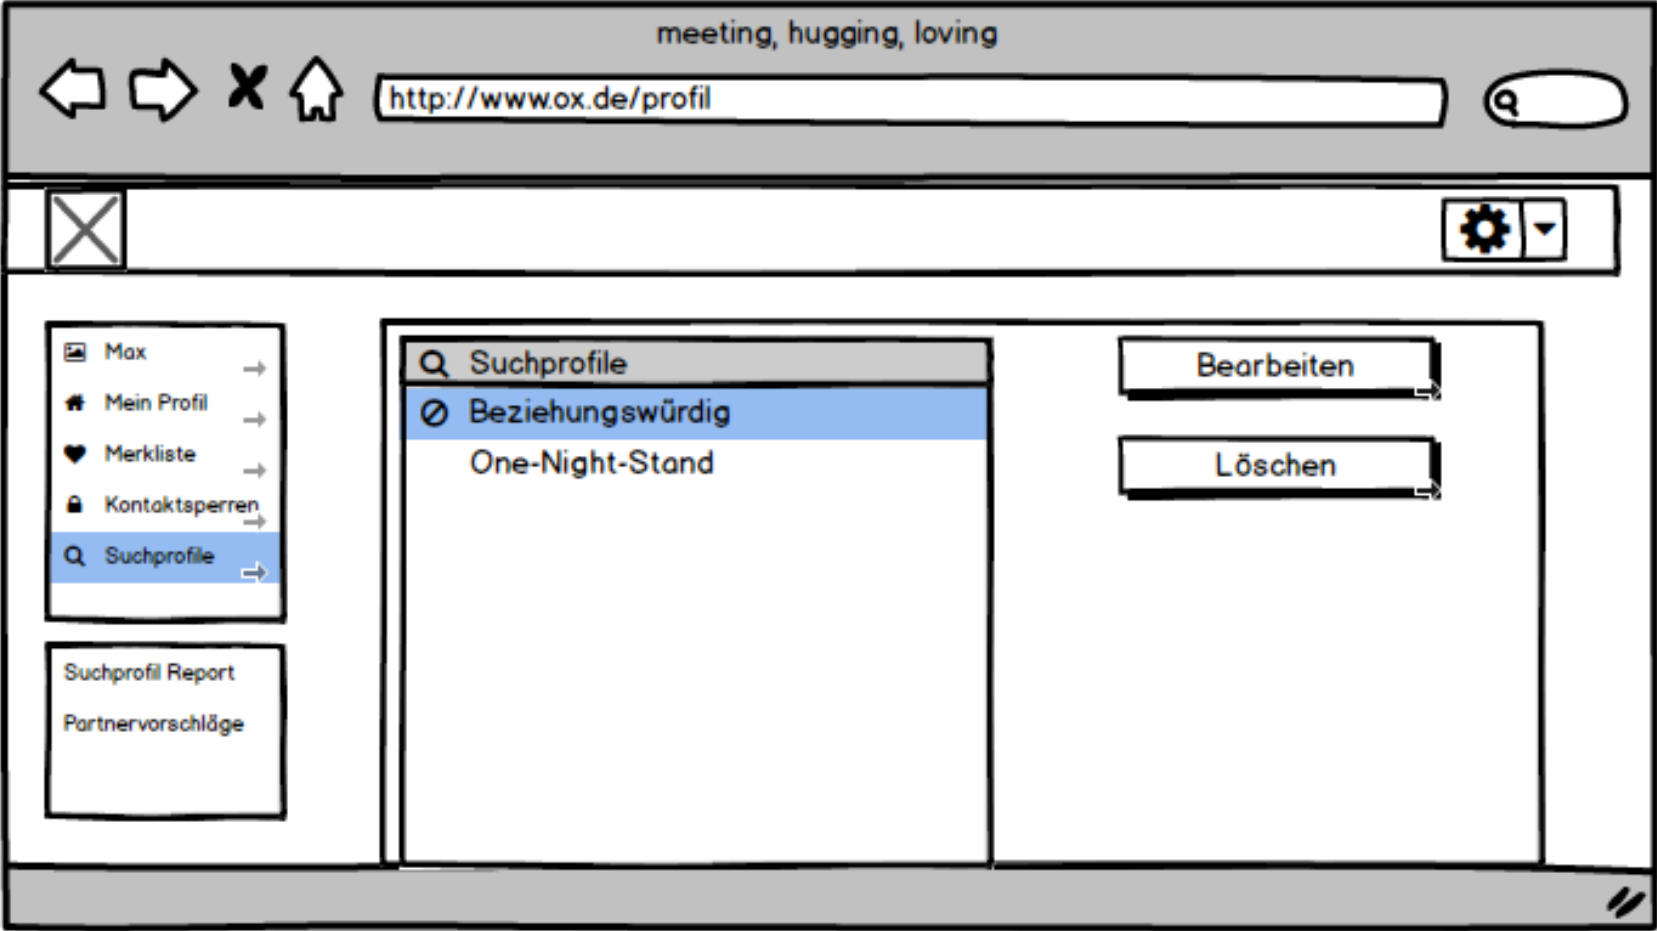 meeting, hugging, loving
http://www.ox.de/profil
Max
Mein Profil
Merkliste
Kontaktsperren
Suchprofile
Suchprofil Report
Partnervorschläge
Suchprofile
Beziehungswürdig
One-Night-Stand
Bearbeiten
Löschen